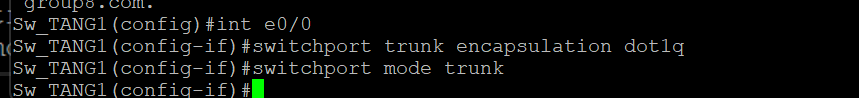 group8.com.
Sw_TANG1(config)#int e0/0
Sw_TANG1(config-if)#switchport trunk encapsulation dot1q
Sw_TANG1(config-if)#switchport mode trunk
Sw_TANG1(config-if)#